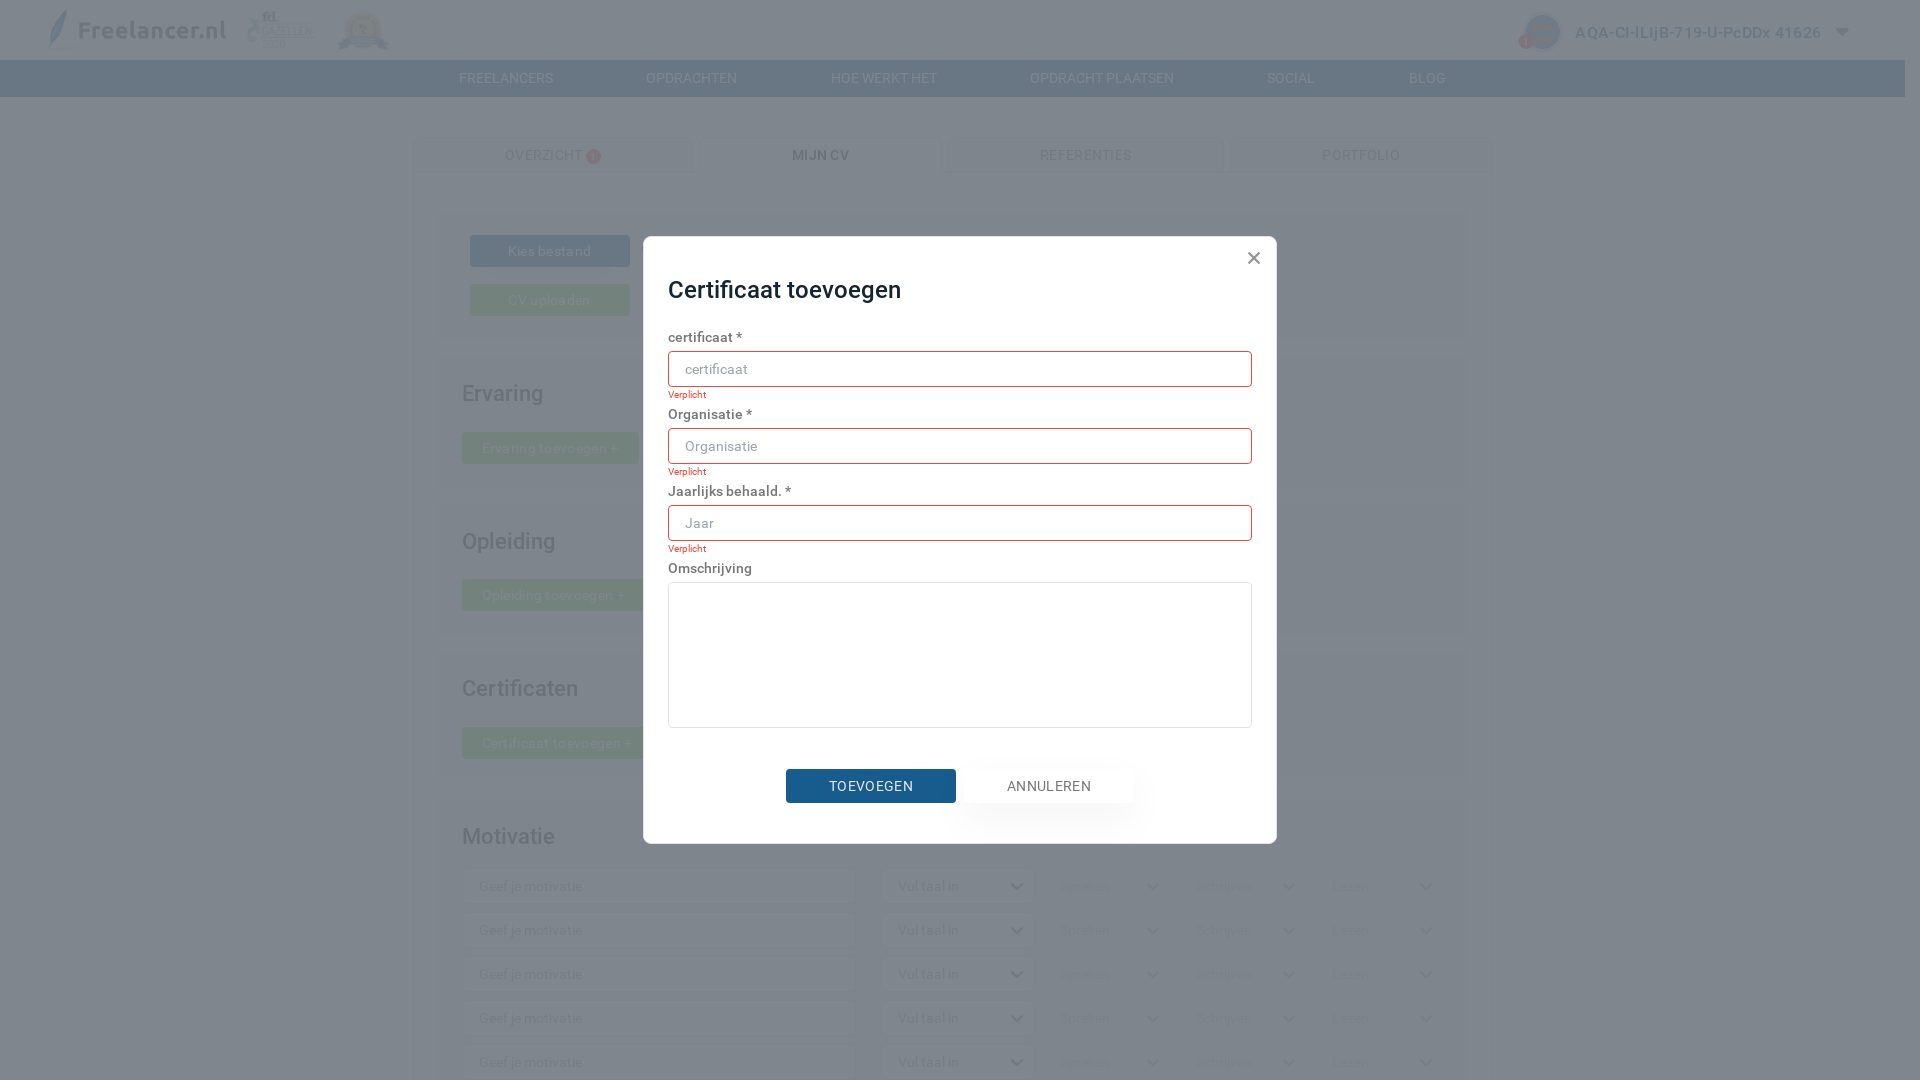 Freelancer.nl fd.
AQA-CI-ILIjB-719-U-PcDDx 41626
FREELANCERS OPDRACHTEN HOE WERKT HET OPDRACHT PLAATSEN SOCIAL BLOG
OVERZICHT MIJN CV REFERENTIES PORTFOLIO
Kies bestand
CV uploaden
Certificaat toevoegen
certificaat *
certificaat
Verplicht
Organisatie *
Organisatie
Verplicht
Jaarlijks behaald. *
Jaar
Verplicht
Omschrijving
TOEVOEGEN ANNULEREN
Ervaring
Ervaring toevoegen +
Opleiding
Opleiding toevoegen +
Certificaten
Certificaat toevoegen +
Motivatie
Geef je motivatie Vul taal in
Geef je motivatie Vul taal in
Geef je motivatie Vul taal in
Geef je motivatie Vul taal in
Geef je motivatie Vul taal in